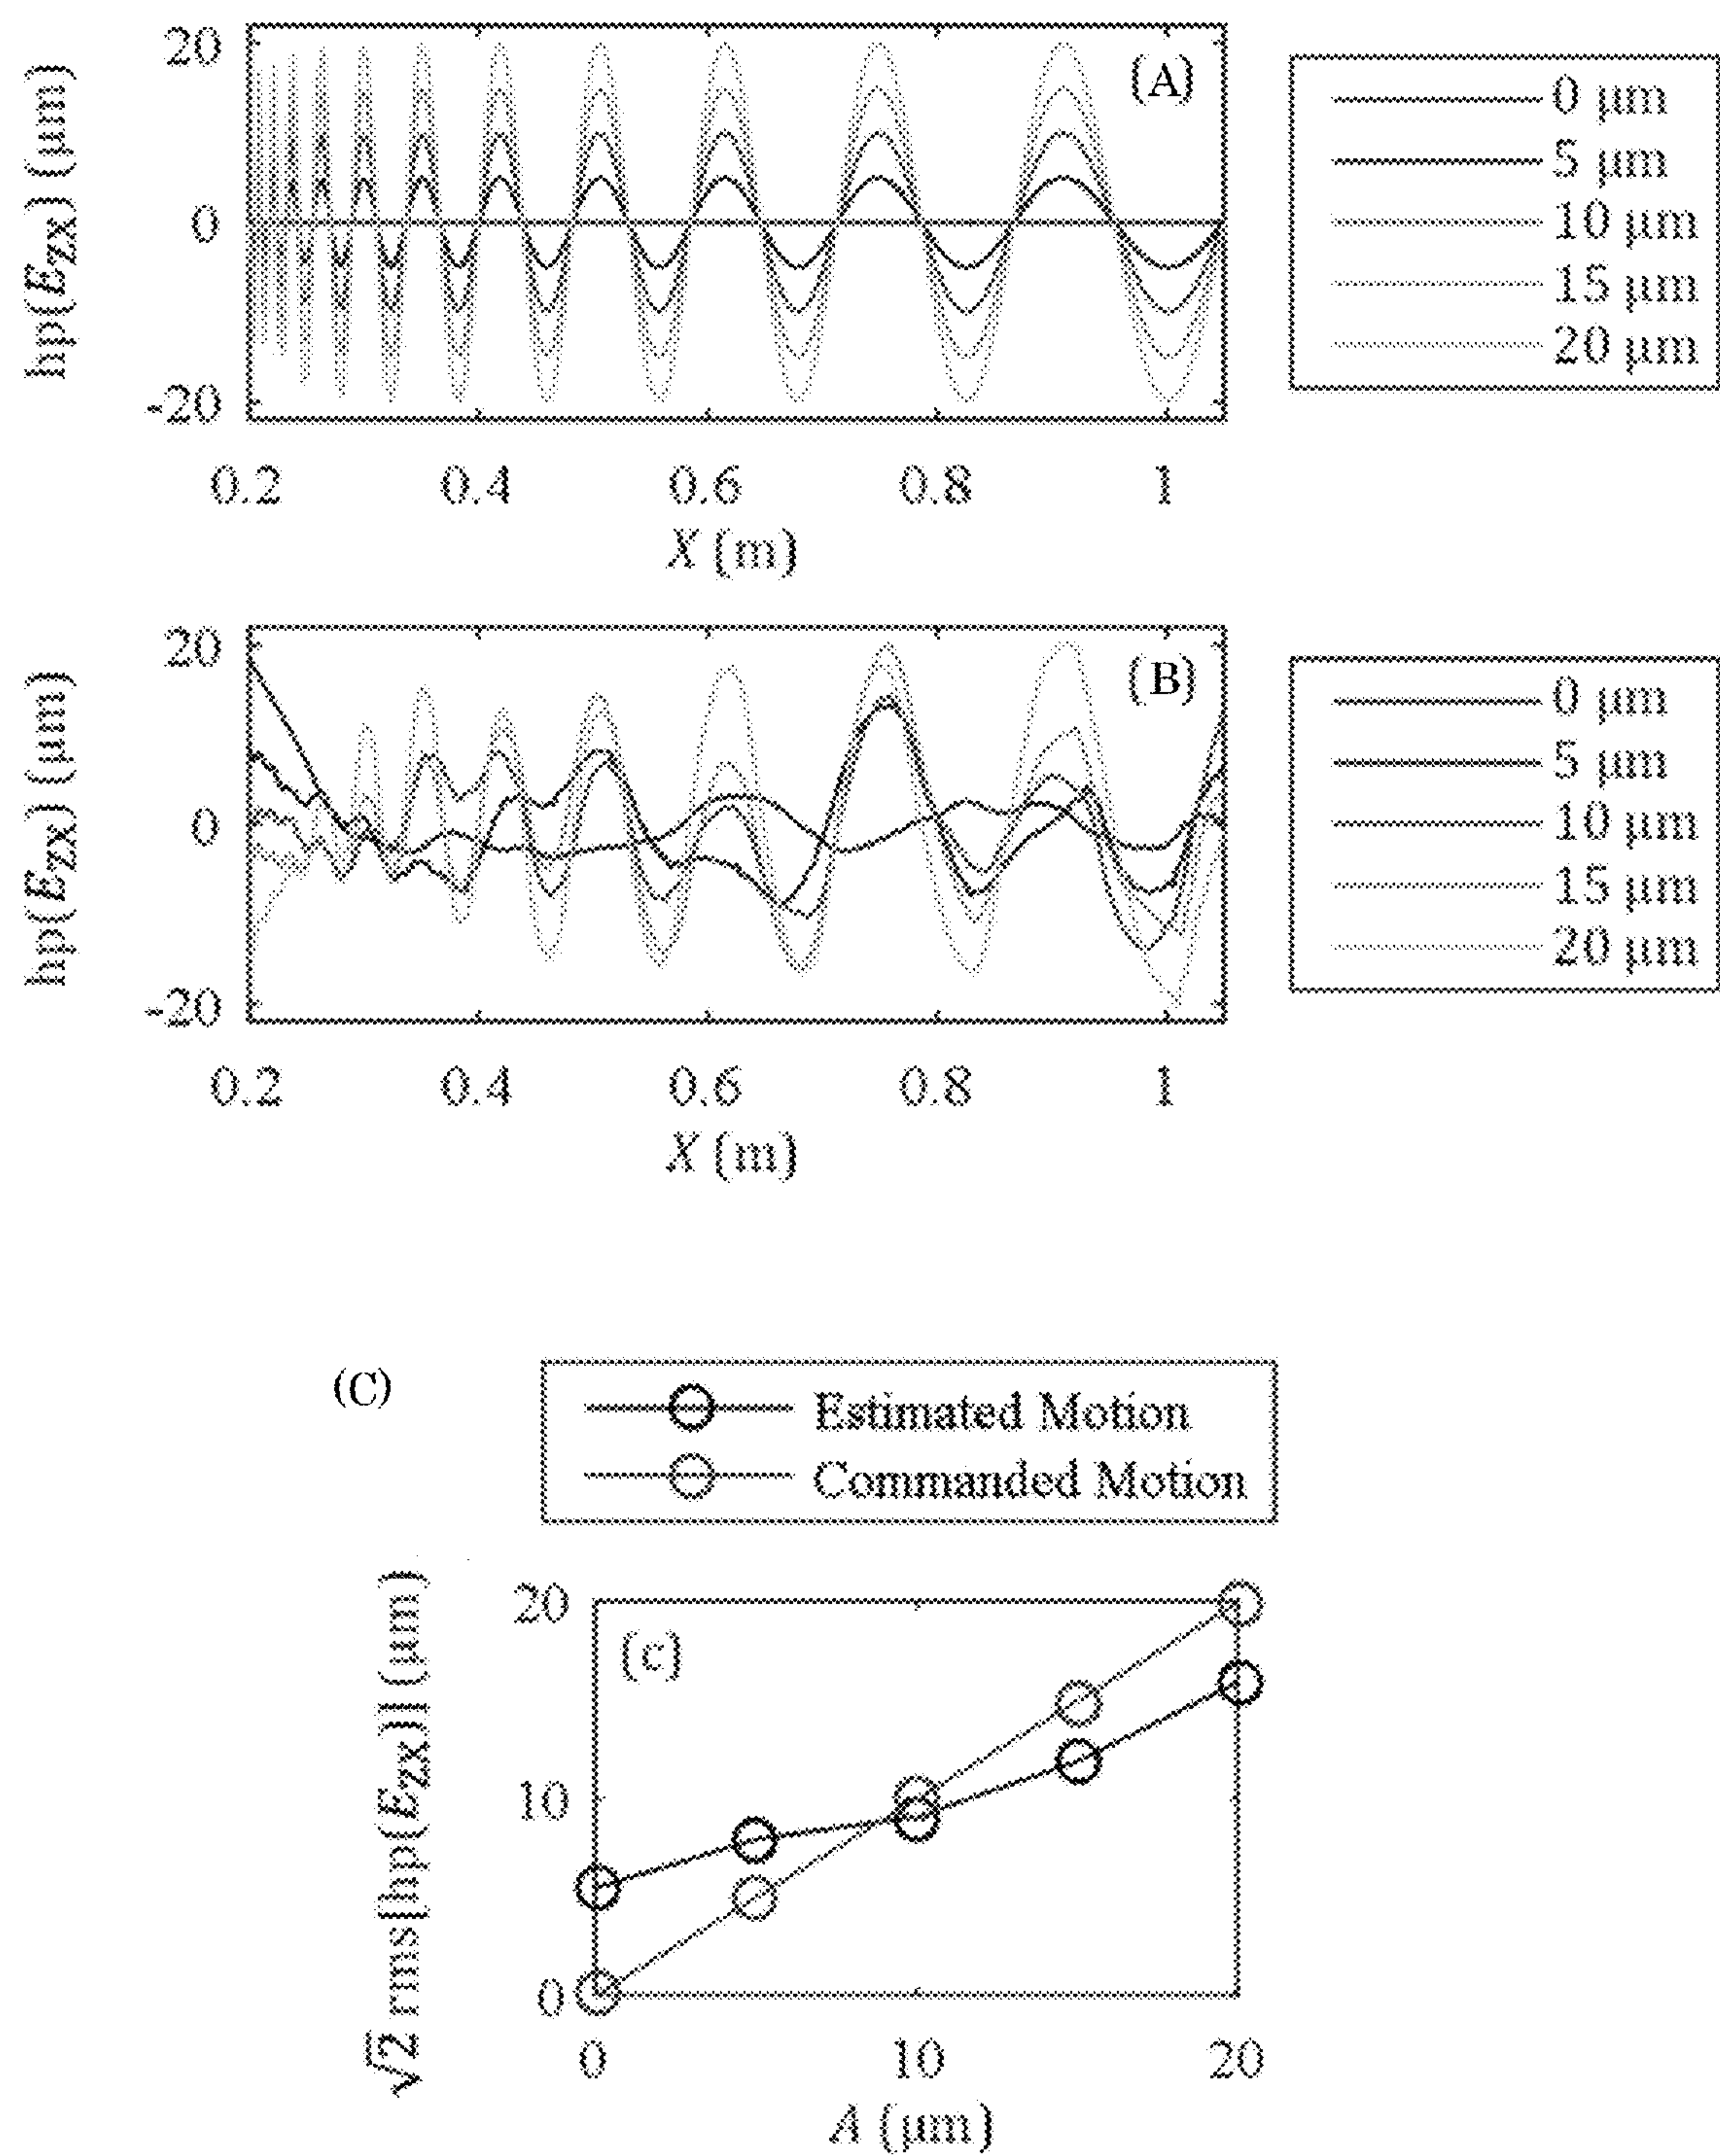 hp(E_ZX) (μm)
20
0
-20
(A)
0 μm
5 μm
10 μm
15 μm
20 μm
0.2 0.4 0.6 0.8 1
X (m)
hp(E_ZX) (μm)
20
0
-20
(B)
0 μm
5 μm
10 μm
15 μm
20 μm
0.2 0.4 0.6 0.8 1
X (m)
(C)
Estimated Motion
Commanded Motion
√2 rms[hp(E_ZX)] (μm)
20
10
0
(c)
0 10 20
A (μm)